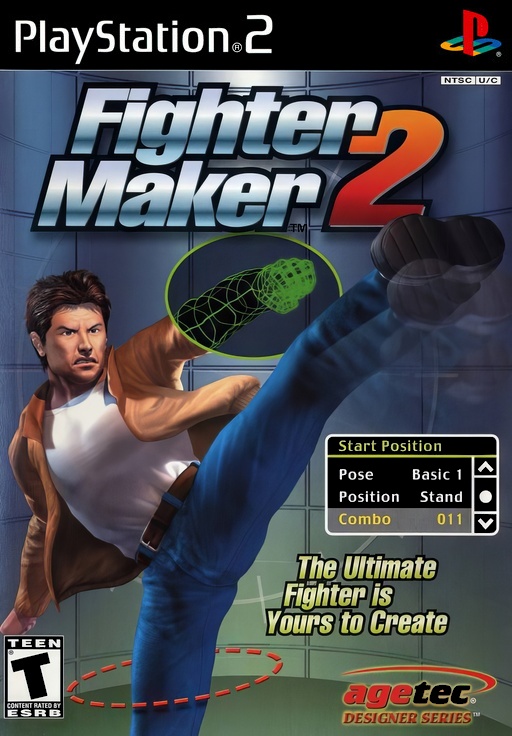 PlayStation®2
®
NTSC U/C
Fighter
Maker 2
TM
Start Position
Pose Basic 1
Position Stand
Combo 011
The Ultimate
Fighter is
Yours to Create
TEEN
T
CONTENT RATED BY
ESRB
agetec®
DESIGNER SERIES™